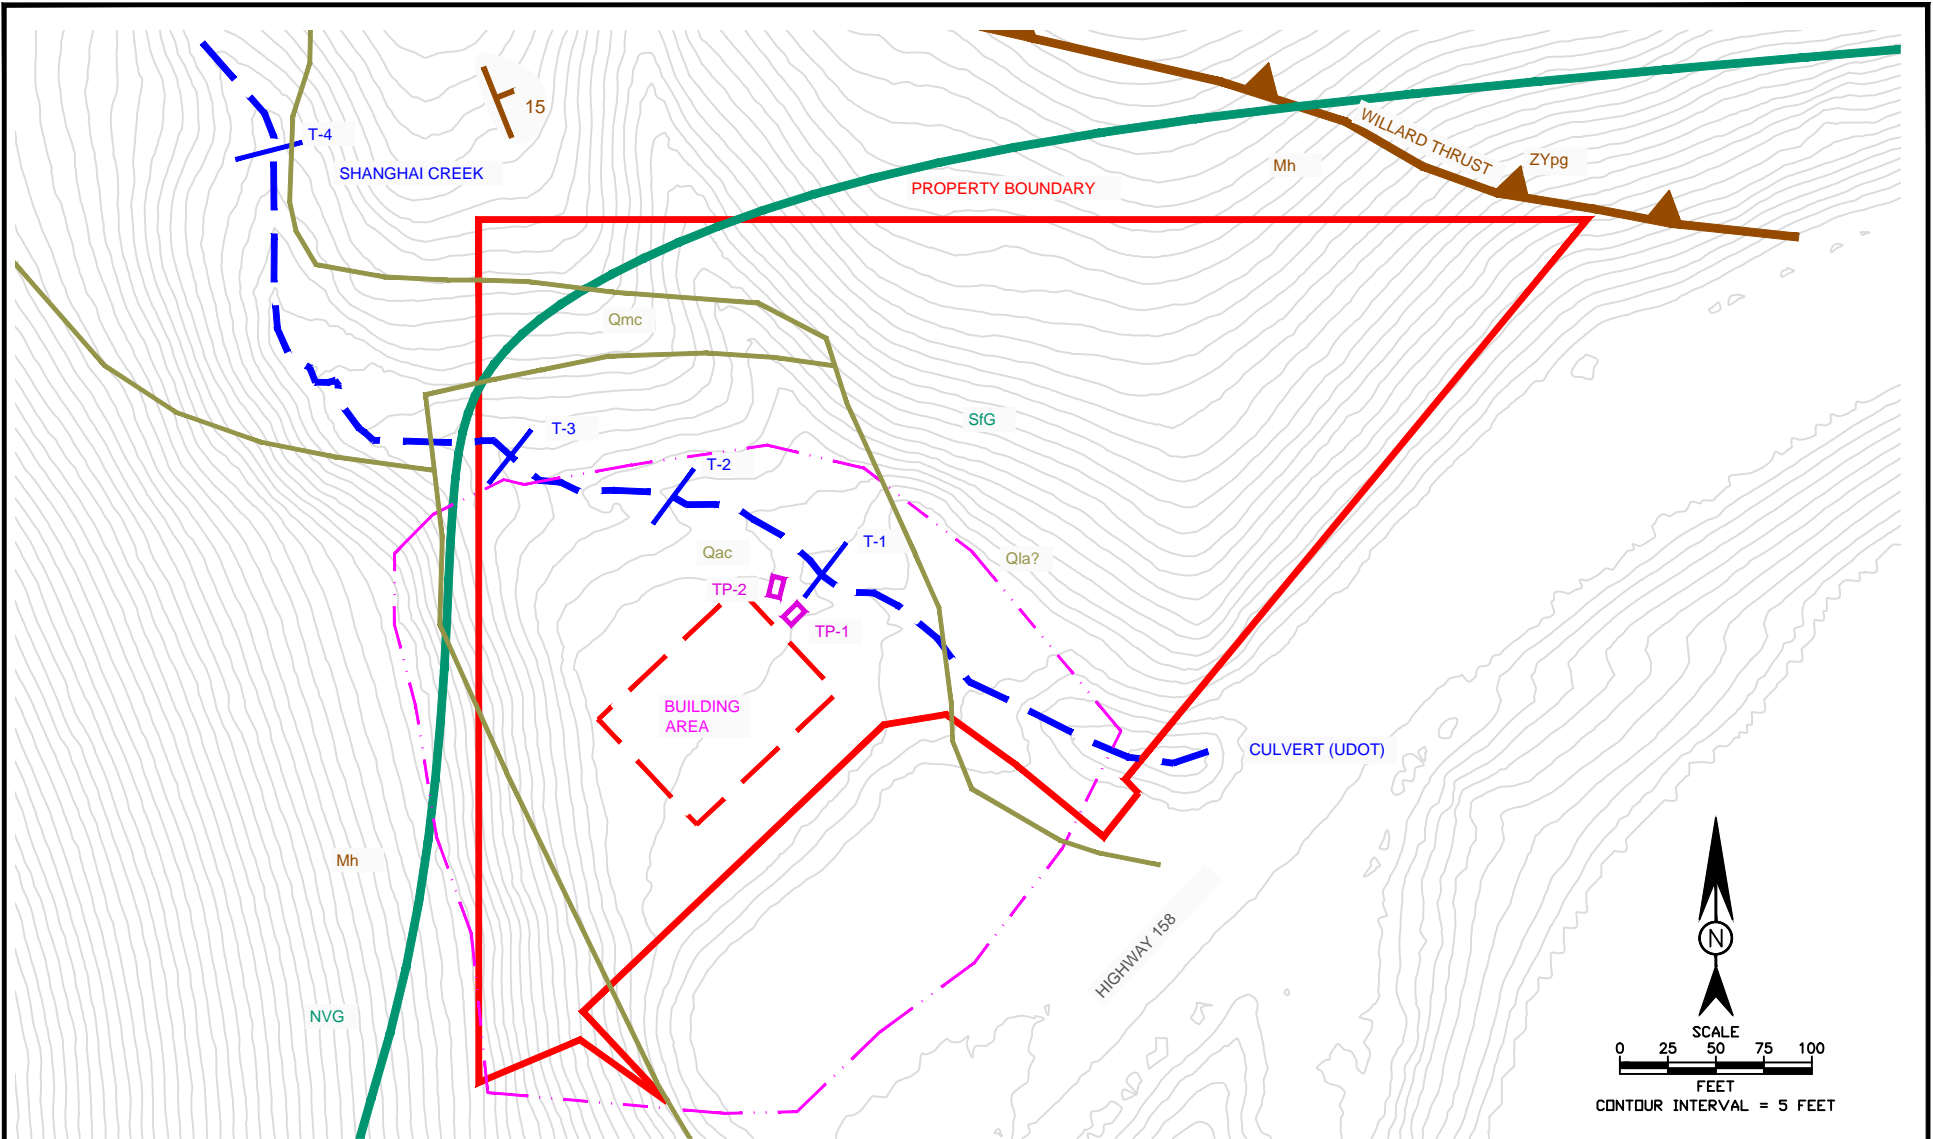 15
T-4
SHANGHAI CREEK
WILLARD THRUST
ZYpg
Mh
PROPERTY BOUNDARY
Qmc
SfG
T-3
T-2
T-1
Qac
Qla?
TP-2
TP-1
BUILDING
AREA
CULVERT (UDOT)
Mh
HIGHWAY 158
NVG
N
SCALE
0 25 50 75 100
FEET
CONTOUR INTERVAL = 5 FEET